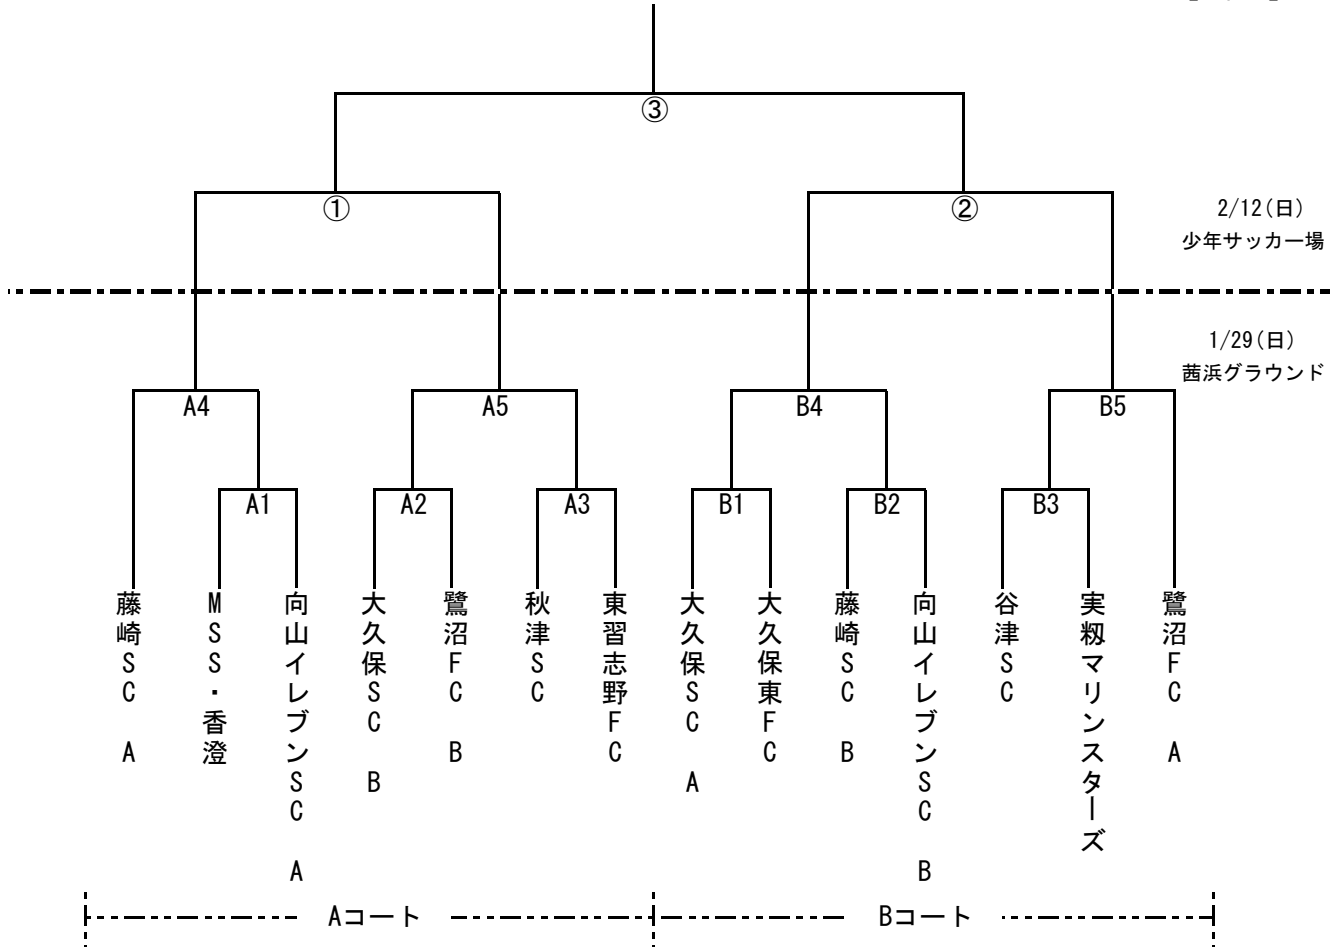 ③
①
②
2/12(日)
少年サッカー場
1/29(日)
茜浜グラウンド
A4
A5
B4
B5
A1
A2
A3
B1
B2
B3
藤崎SC A
MSS・香澄
向山イレブンSC A
大久保SC B
鷺沼FC B
秋津SC
東習志野FC
大久保SC A
大久保東FC
藤崎SC B
向山イレブンSC B
谷津SC
実籾マリンスターズ
鷺沼FC A
Aコート
Bコート